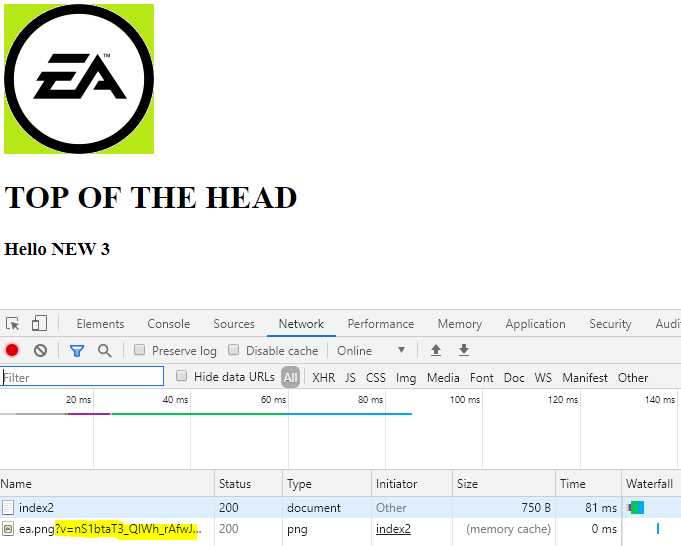 EA™
TOP OF THE HEAD
Hello NEW 3
Elements Console Sources Network Performance Memory Application Security Audi
Preserve log Disable cache Online
Filter Hide data URLs All XHR JS CSS Img Media Font Doc WS Manifest Other
20 ms 40 ms 60 ms 80 ms 100 ms 120 ms 140 ms
Name Status Type Initiator Size Time Waterfall
index2 200 document Other 750 B 81 ms
ea.png?v=nS1btaT3_QIWh_rAfwJ... 200 png index2 (memory cache) 0 ms